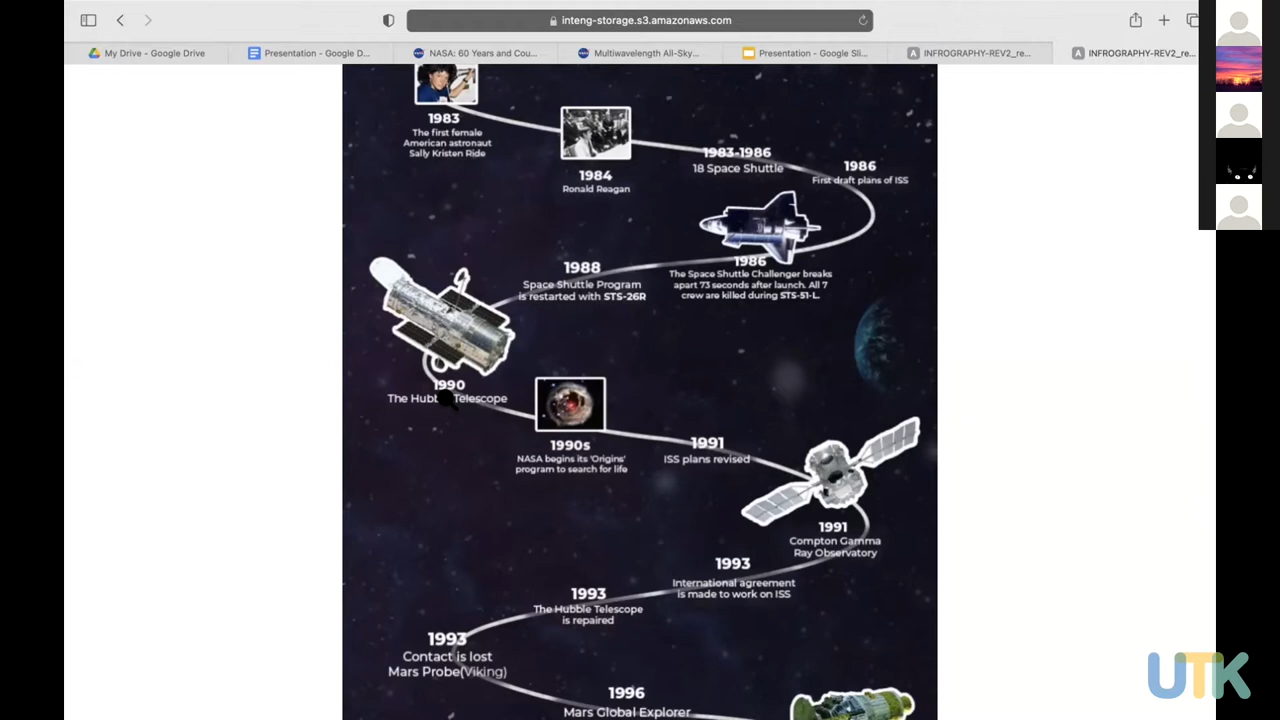 inteng-storage.s3.amazonaws.com
My Drive - Google Drive
Presentation - Google D...
NASA: 60 Years and Cou...
Multiwavelength All-Sky...
Presentation - Google Sli...
INFROGRAPHY-REV2_re...
INFROGRAPHY-REV2_re...
1983
The first female
American astronaut
Sally Kristen Ride
1984
Ronald Reagan
1983-1986
18 Space Shuttle
1986
First draft plans of ISS
1988
Space Shuttle Program
is restarted with STS-26R
1986
The Space Shuttle Challenger breaks
apart 73 seconds after launch. All 7
crew are killed during STS-51-L.
1990
The Hubble Telescope
1990s
NASA begins its 'Origins'
program to search for life
1991
ISS plans revised
1991
Compton Gamma
Ray Observatory
1993
International agreement
is made to work on ISS
1993
The Hubble Telescope
is repaired
1993
Contact is lost
Mars Probe(Viking)
1996
Mars Global Explorer
UTK